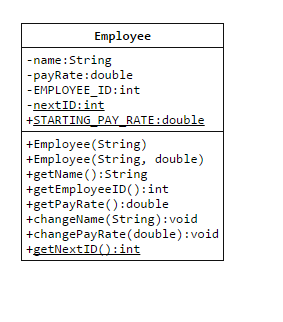 Employee
-name:String
-payRate:double
-EMPLOYEE_ID:int
-nextID:int
+STARTING_PAY_RATE:double
+Employee(String)
+Employee(String, double)
+getName():String
+getEmployeeID():int
+getPayRate():double
+changeName(String):void
+changePayRate(double):void
+getNextID():int